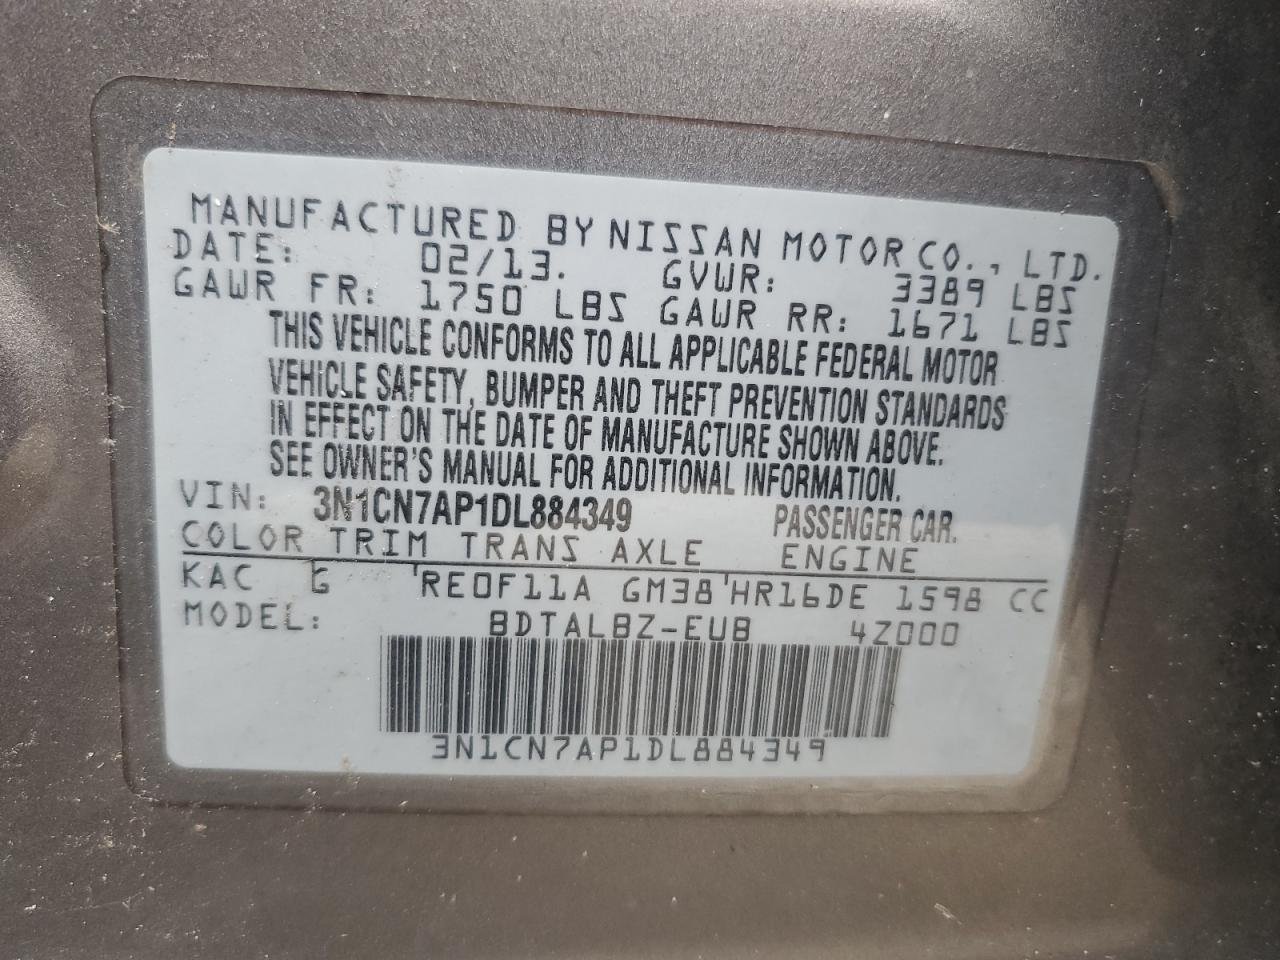 MANUFACTURED BY NISSAN MOTOR CO., LTD.
DATE: 02/13. GVWR: 3389 LBS
GAWR FR: 1750 LBS GAWR RR: 1671 LBS
THIS VEHICLE CONFORMS TO ALL APPLICABLE FEDERAL MOTOR
VEHICLE SAFETY, BUMPER AND THEFT PREVENTION STANDARDS
IN EFFECT ON THE DATE OF MANUFACTURE SHOWN ABOVE.
SEE OWNER'S MANUAL FOR ADDITIONAL INFORMATION.
VIN: 3N1CN7AP1DL884349 PASSENGER CAR.
COLOR TRIM TRANS AXLE ENGINE
KAC G RE0F11A GM38 HR16DE 1598 CC
MODEL: BDTALBZ-EUB 4Z000
3N1CN7AP1DL884349